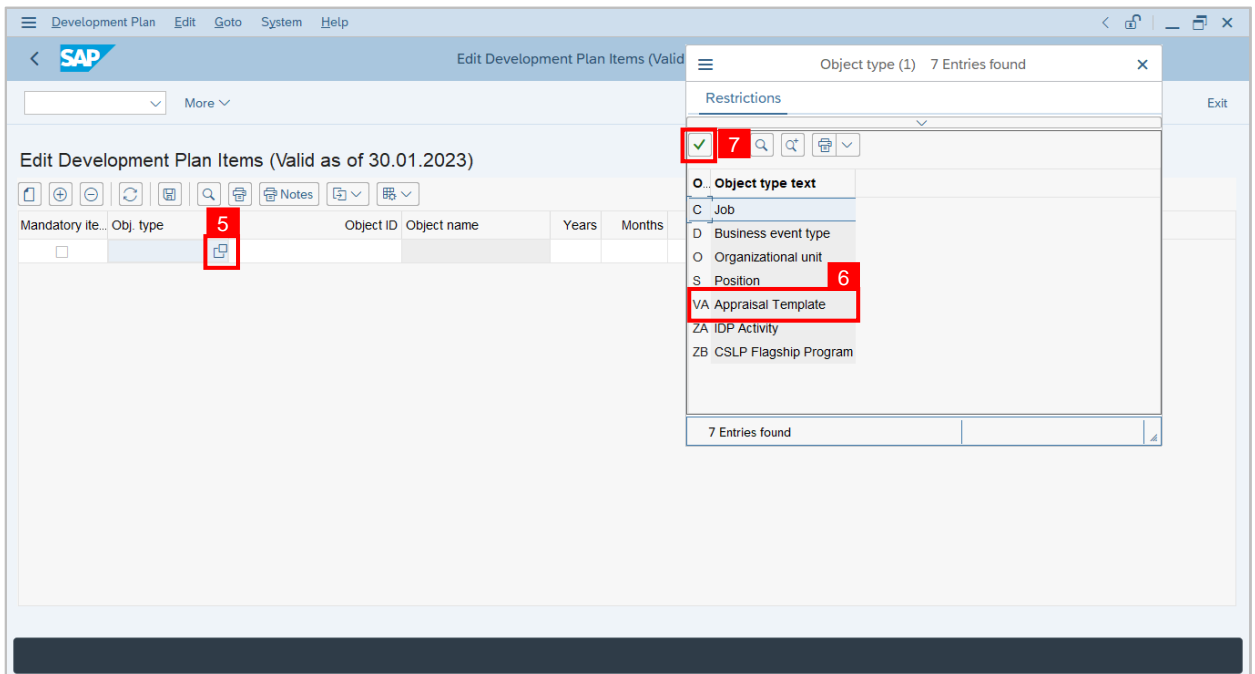 Development Plan Edit Goto System Help
SAP
Edit Development Plan Items (Valid
More
Exit
Edit Development Plan Items (Valid as of 30.01.2023)
Notes
Mandatory ite... Obj. type Object ID Object name Years Months
5
Object type (1) 7 Entries found
Restrictions
7
O.. Object type text
C Job
D Business event type
O Organizational unit
S Position
6
VA Appraisal Template
ZA IDP Activity
ZB CSLP Flagship Program
7 Entries found